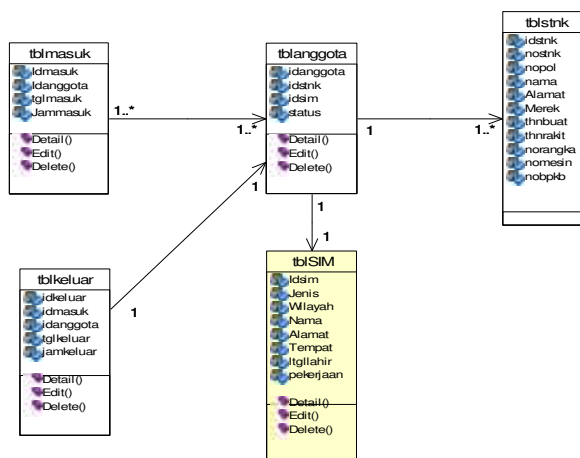 tblmasuk
Idmasuk
Idanggota
tglmasuk
Jammasuk
Detail()
Edit()
Delete()
1..*
1..*
tblanggota
idanggota
idstnk
idsim
status
Detail()
Edit()
Delete()
1
1..*
tblstnk
idstnk
nostnk
nopol
nama
Alamat
Merek
thnbuat
thnrakit
norangka
nomesin
nobpkb
1
1
1
1
tblkeluar
idkeluar
idmasuk
idanggota
tglkeluar
jamkeluar
Detail()
Edit()
Delete()
tblSIM
Idsim
Jenis
Wilayah
Nama
Alamat
Tempat
ltgllahir
pekerjaan
Detail()
Edit()
Delete()